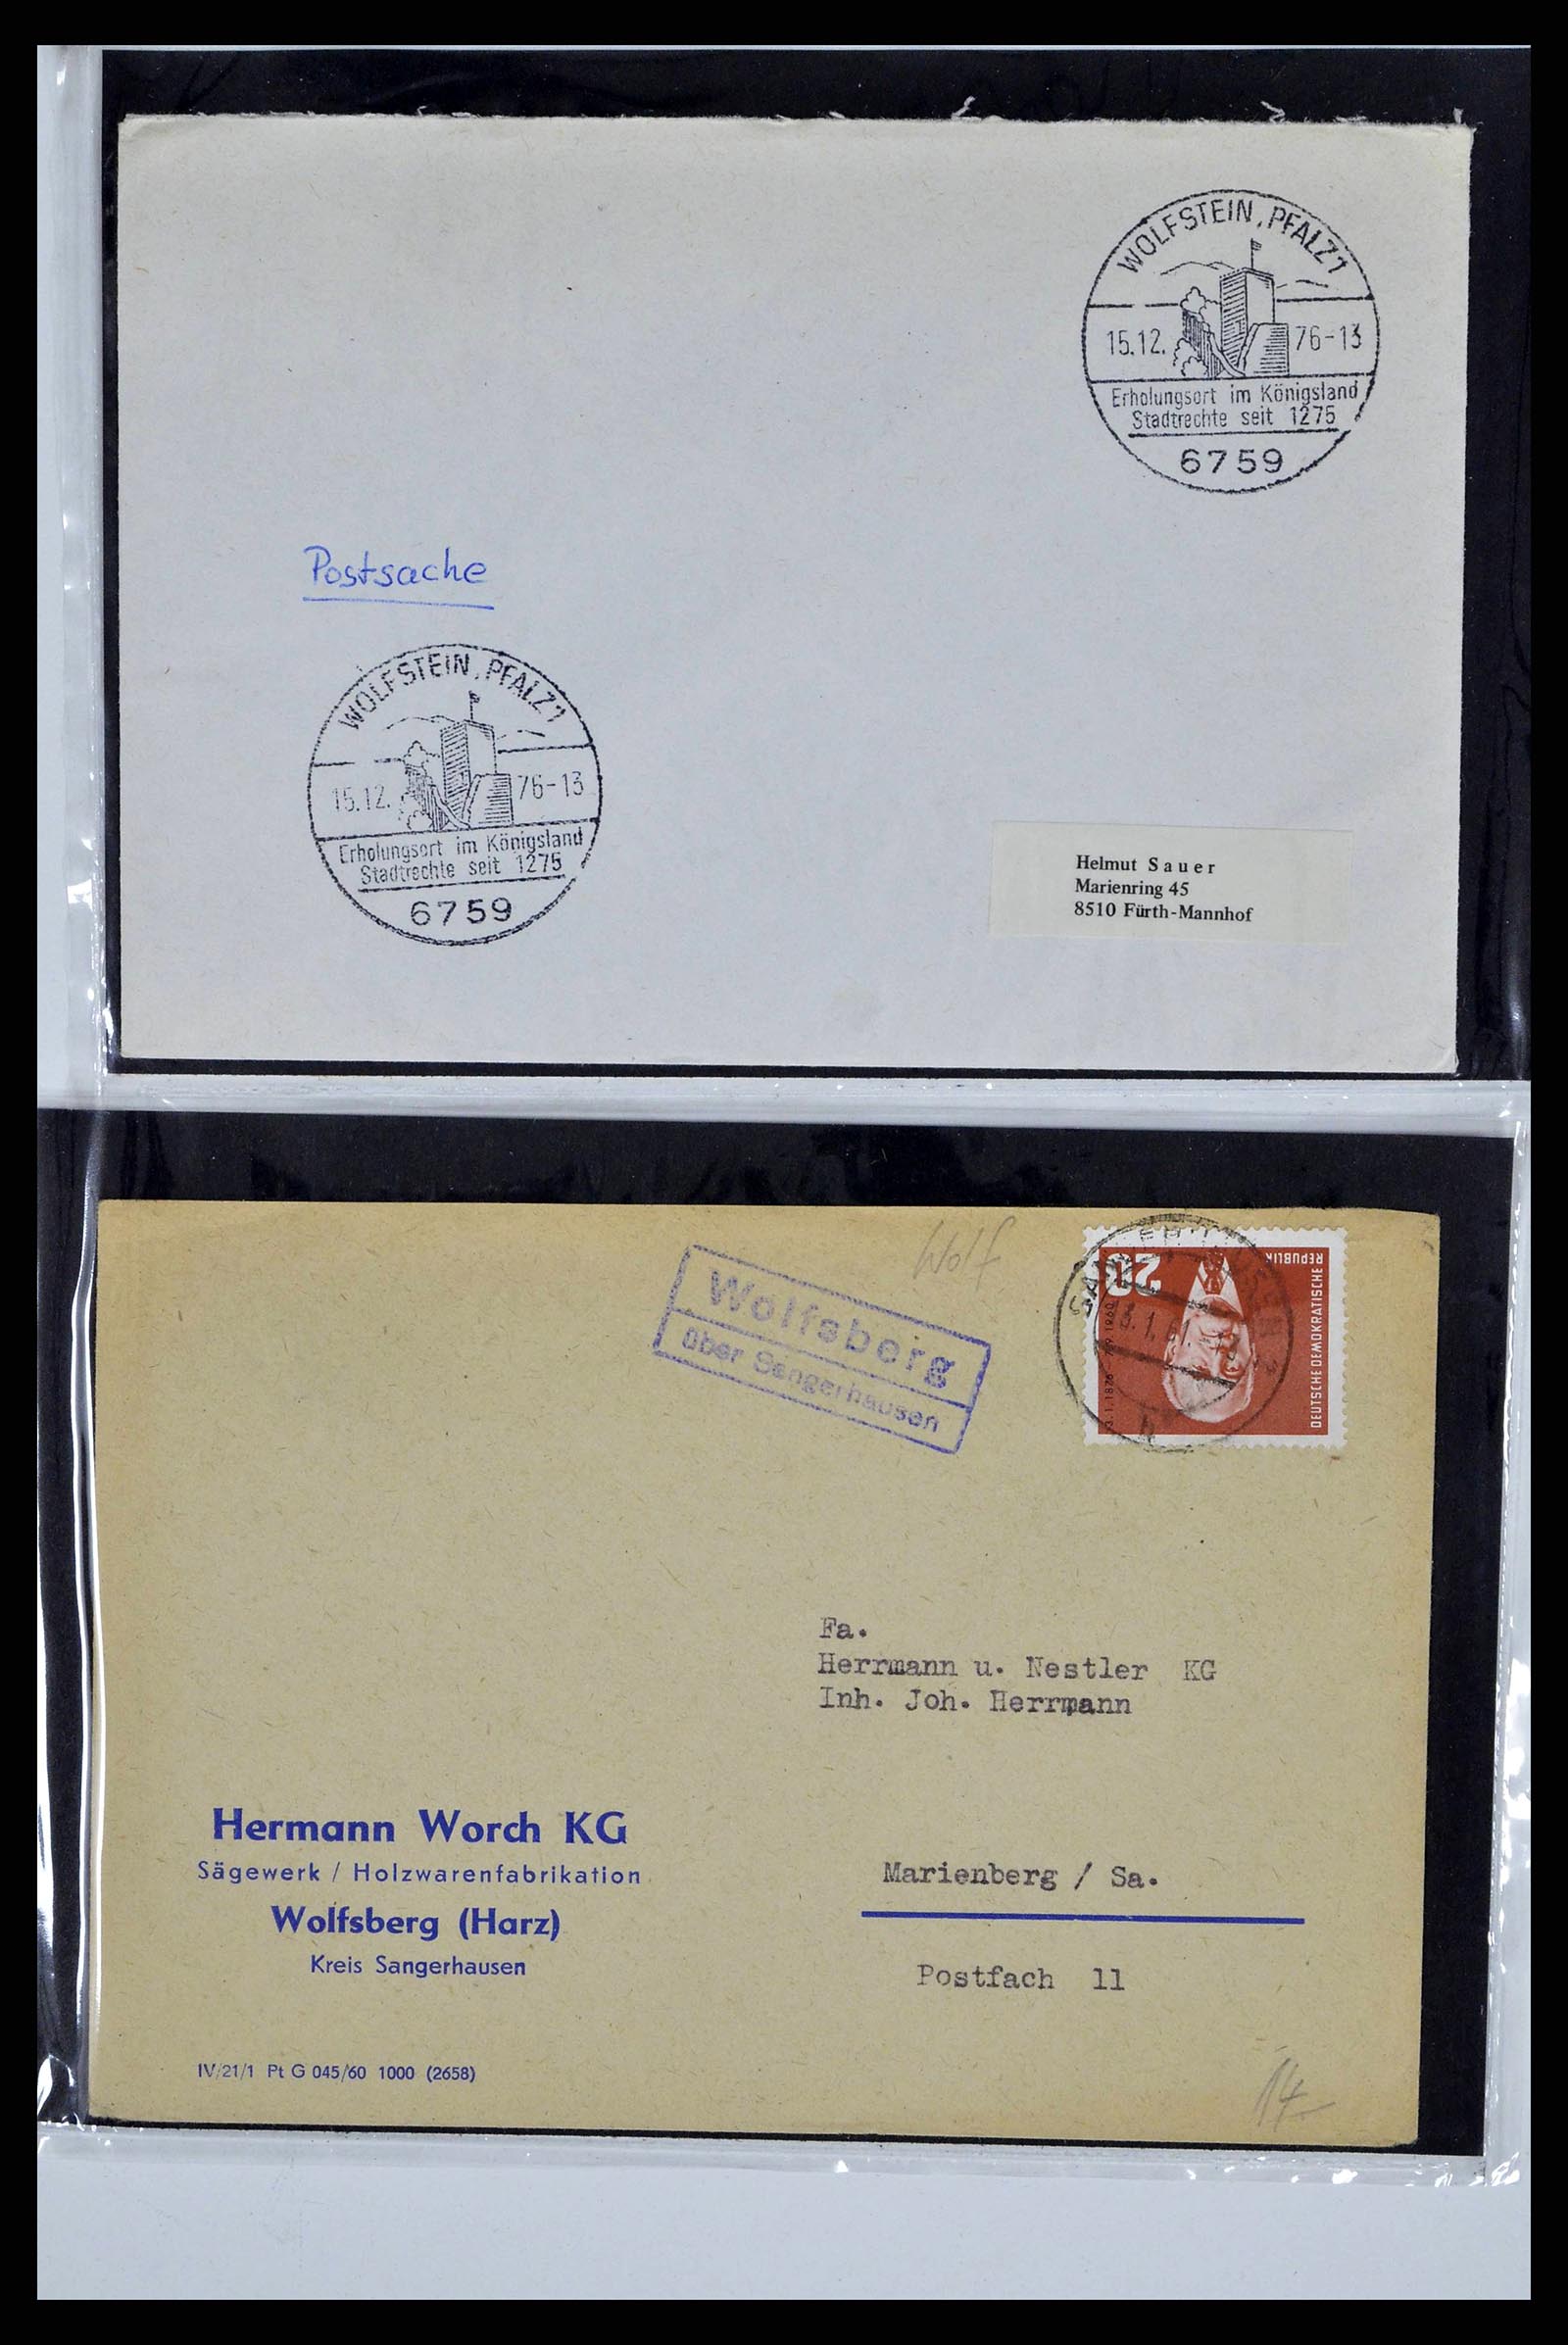 WOLFSTEIN, PFALZ 1
15.12. 76-13
Erholungsort im Königsland
Stadtrechte seit 1275
6759
Postsache
WOLFSTEIN, PFALZ 1
15.12. 76-13
Erholungsort im Königsland
Stadtrechte seit 1275
6759
Helmut Sauer
Marienring 45
8510 Fürth-Mannhof
Wolf
Wolfsberg
über Sangerhausen
20
DEUTSCHE DEMOKRATISCHE
REPUBLIK
Fa.
Herrmann u. Nestler KG
Inh. Joh. Herrmann
Marienberg / Sa.
Postfach 11
Hermann Worch KG
Sägewerk / Holzwarenfabrikation
Wolfsberg (Harz)
Kreis Sangerhausen
IV/21/1 Pt G 045/60 1000 (2658)